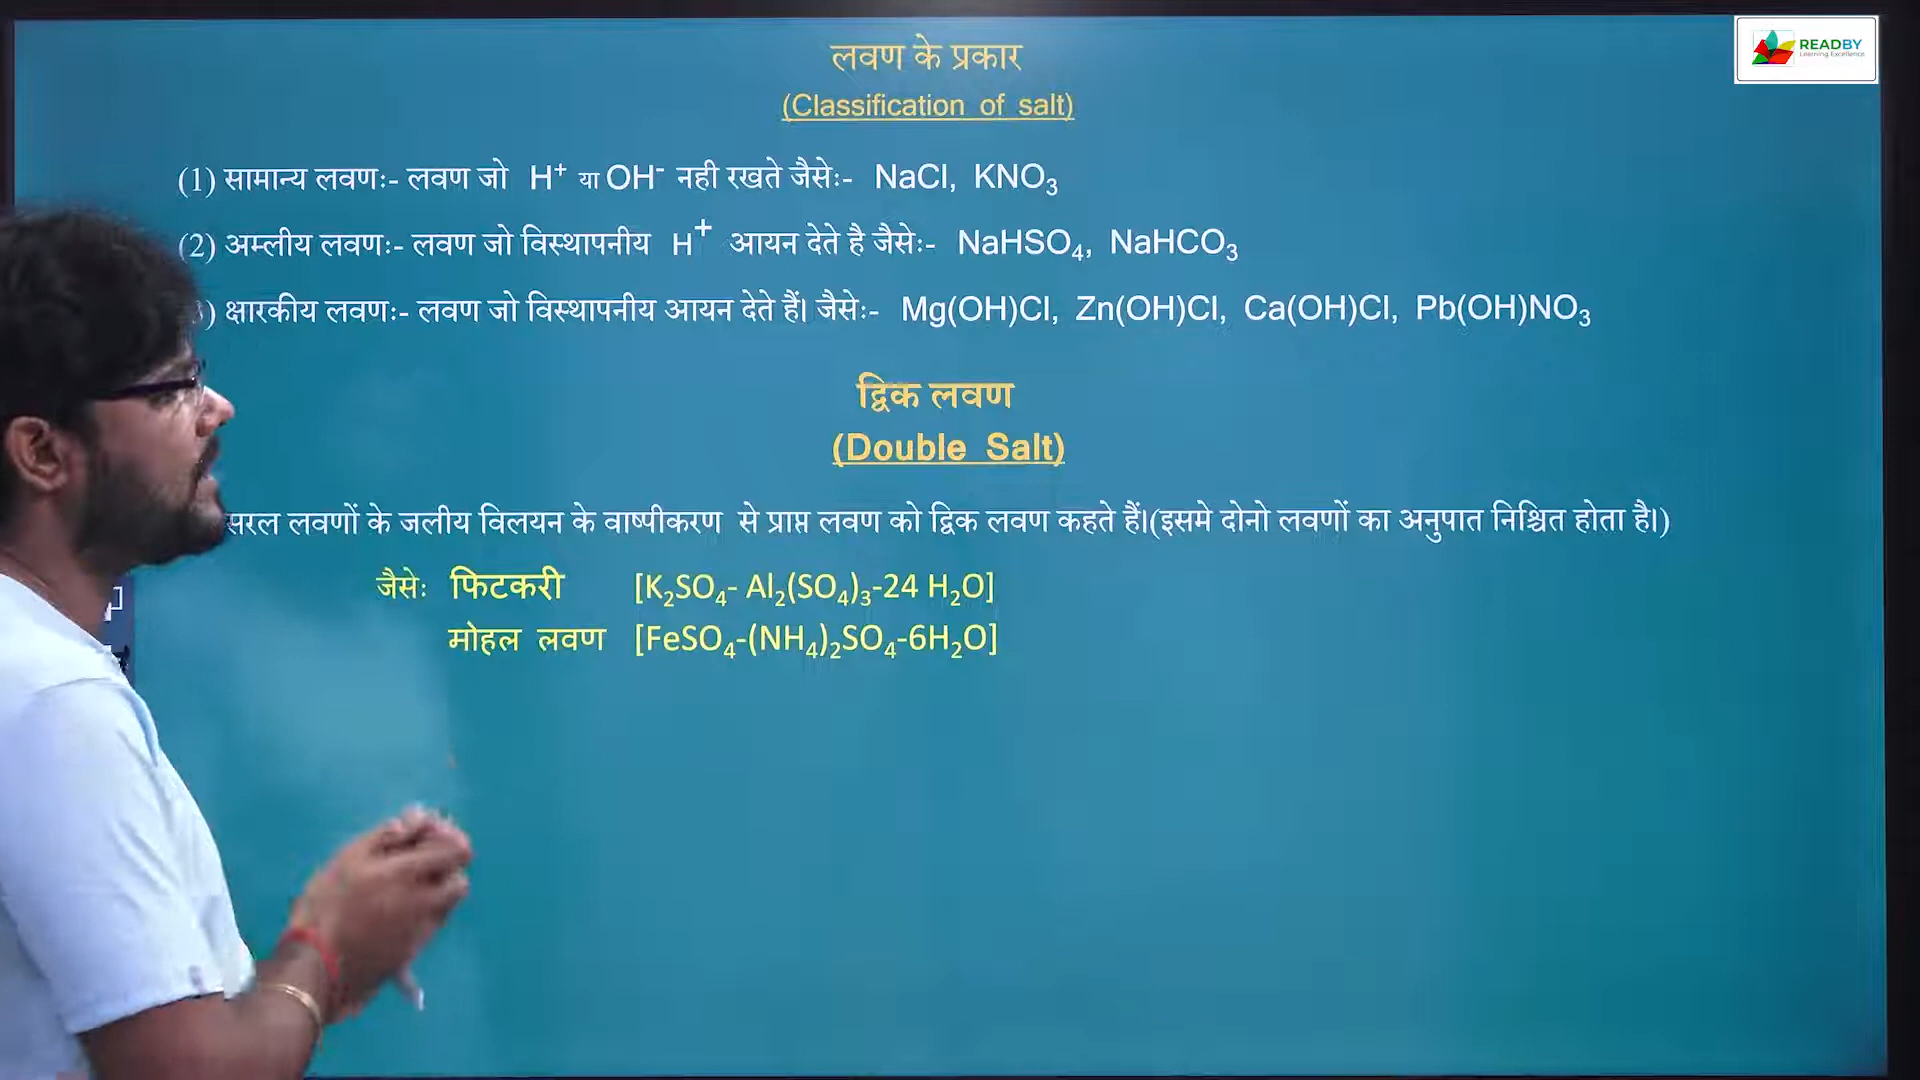 READBY
Learning Excellence
लवण के प्रकार
(Classification of salt)
(1) सामान्य लवणः- लवण जो H⁺ या OH⁻ नही रखते जैसेः- NaCl, KNO₃
(2) अम्लीय लवणः- लवण जो विस्थापनीय H⁺ आयन देते है जैसेः- NaHSO₄, NaHCO₃
) क्षारकीय लवणः- लवण जो विस्थापनीय आयन देते हैं। जैसेः- Mg(OH)Cl, Zn(OH)Cl, Ca(OH)Cl, Pb(OH)NO₃
द्विक लवण
(Double Salt)
सरल लवणों के जलीय विलयन के वाष्पीकरण से प्राप्त लवण को द्विक लवण कहते हैं।(इसमे दोनो लवणों का अनुपात निश्चित होता है।)
जैसेः फिटकरी [K₂SO₄- Al₂(SO₄)₃-24 H₂O]
मोहल लवण [FeSO₄-(NH₄)₂SO₄-6H₂O]